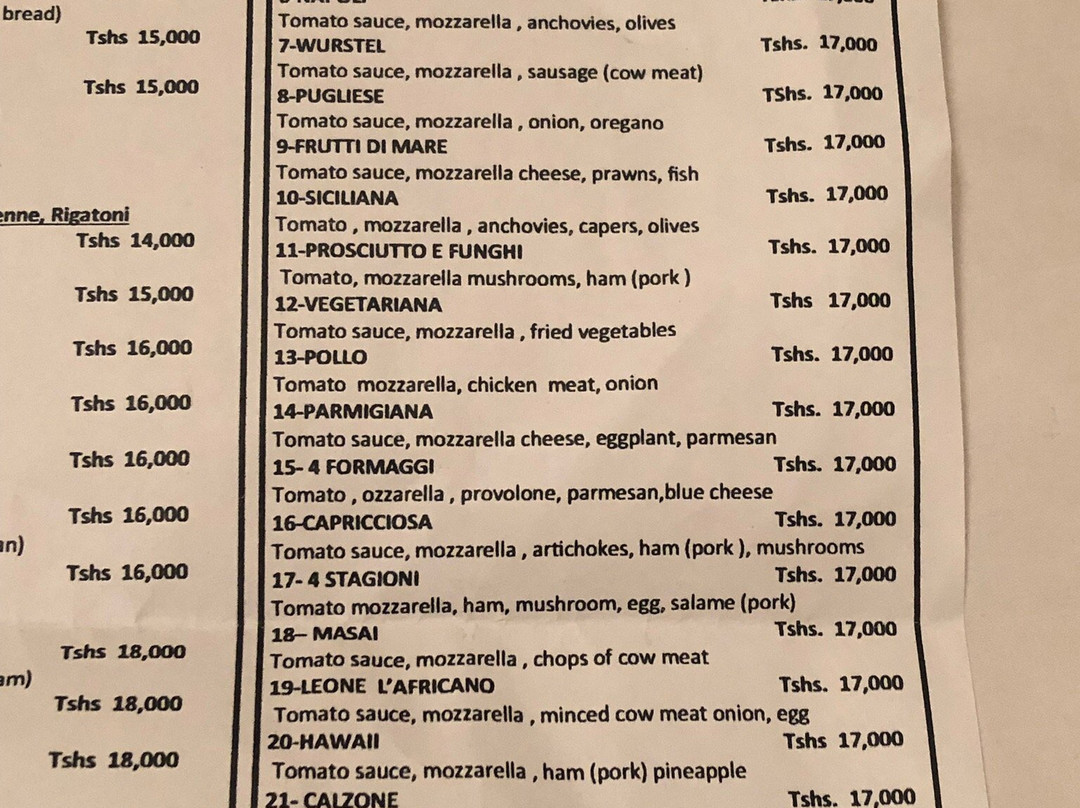 bread)
Tshs 15,000
Tshs 15,000
Rigatoni
Tshs 14,000
Tshs 15,000
Tshs 16,000
Tshs 16,000
Tshs 16,000
Tshs 16,000
Tshs 16,000
Tshs 18,000
Tshs 18,000
Tshs 18,000
Tomato sauce, mozzarella , anchovies, olives
7-WURSTEL Tshs. 17,000
Tomato sauce, mozzarella , sausage (cow meat)
8-PUGLIESE TShs. 17,000
Tomato sauce, mozzarella , onion, oregano
9-FRUTTI DI MARE Tshs. 17,000
Tomato sauce, mozzarella cheese, prawns, fish
10-SICILIANA Tshs. 17,000
Tomato , mozzarella , anchovies, capers, olives
11-PROSCIUTTO E FUNGHI Tshs. 17,000
Tomato, mozzarella mushrooms, ham (pork )
12-VEGETARIANA Tshs 17,000
Tomato sauce, mozzarella , fried vegetables
13-POLLO Tshs. 17,000
Tomato mozzarella, chicken meat, onion
14-PARMIGIANA Tshs. 17,000
Tomato sauce, mozzarella cheese, eggplant, parmesan
15- 4 FORMAGGI Tshs. 17,000
Tomato , ozzarella , provolone, parmesan,blue cheese
16-CAPRICCIOSA Tshs. 17,000
Tomato sauce, mozzarella , artichokes, ham (pork ), mushrooms
17- 4 STAGIONI Tshs. 17,000
Tomato mozzarella, ham, mushroom, egg, salame (pork)
18– MASAI Tshs. 17,000
Tomato sauce, mozzarella , chops of cow meat
19-LEONE L'AFRICANO Tshs. 17,000
Tomato sauce, mozzarella , minced cow meat onion, egg
20-HAWAII Tshs 17,000
Tomato sauce, mozzarella , ham (pork) pineapple
21- CALZONE Tshs. 17,000